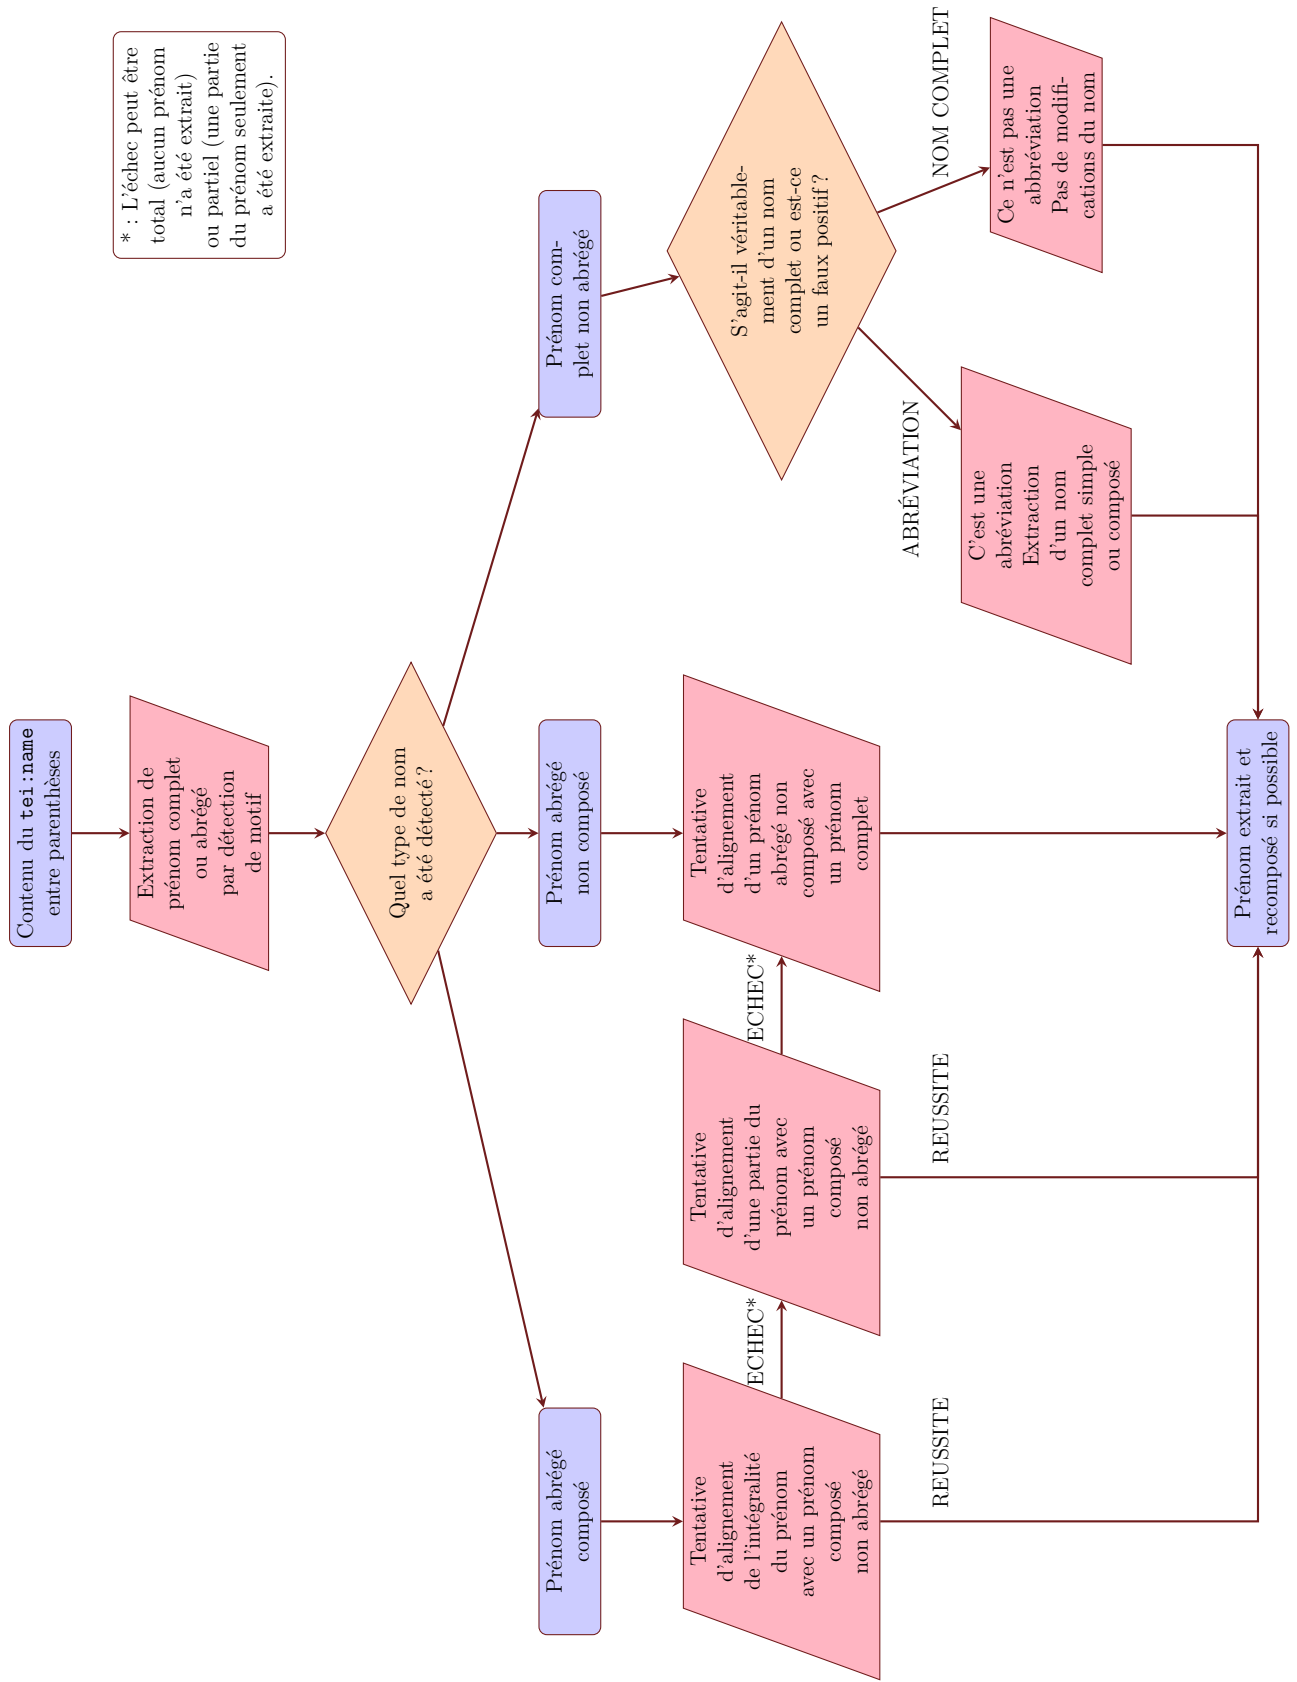 Contenu du tei:name
entre parenthèses
* : L'échec peut être
total (aucun prénom
n'a été extrait)
ou partiel (une partie
du prénom seulement
a été extraite).
Extraction de
prénom complet
ou abrégé
par détection
de motif
Quel type de nom
a été détecté ?
Prénom abrégé
composé
Prénom abrégé
non composé
Prénom com-
plet non abrégé
Tentative
d'alignement
de l'intégralité
du prénom
avec un prénom
composé
non abrégé
ECHEC*
Tentative
d'alignement
d'une partie du
prénom avec
un prénom
composé
non abrégé
ECHEC*
Tentative
d'alignement
d'un prénom
abrégé non
composé avec
un prénom
complet
S'agit-il véritable-
ment d'un nom
complet ou est-ce
un faux positif ?
REUSSITE
REUSSITE
ABRÉVIATION
NOM COMPLET
C'est une
abréviation
Extraction
d'un nom
complet simple
ou composé
Ce n'est pas une
abbréviation
Pas de modifi-
cations du nom
Prénom extrait et
recomposé si possible